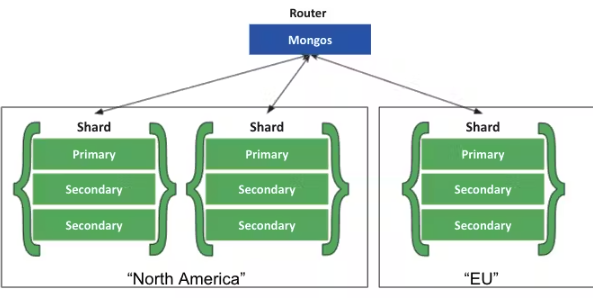 Router
Mongos
Shard Shard Shard
Primary Primary Primary
Secondary Secondary Secondary
Secondary Secondary Secondary
“North America” “EU”